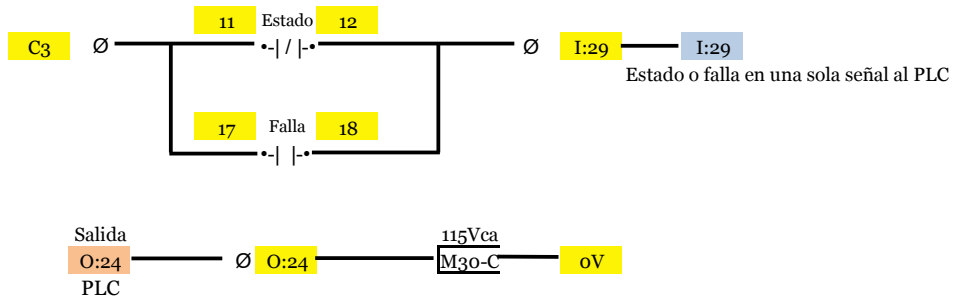 11 Estado 12
C3 Ø •-| / |-• Ø I:29 I:29
Estado o falla en una sola señal al PLC
17 Falla 18
•-| |-•
Salida 115Vca
O:24 Ø O:24 M30-C 0V
PLC